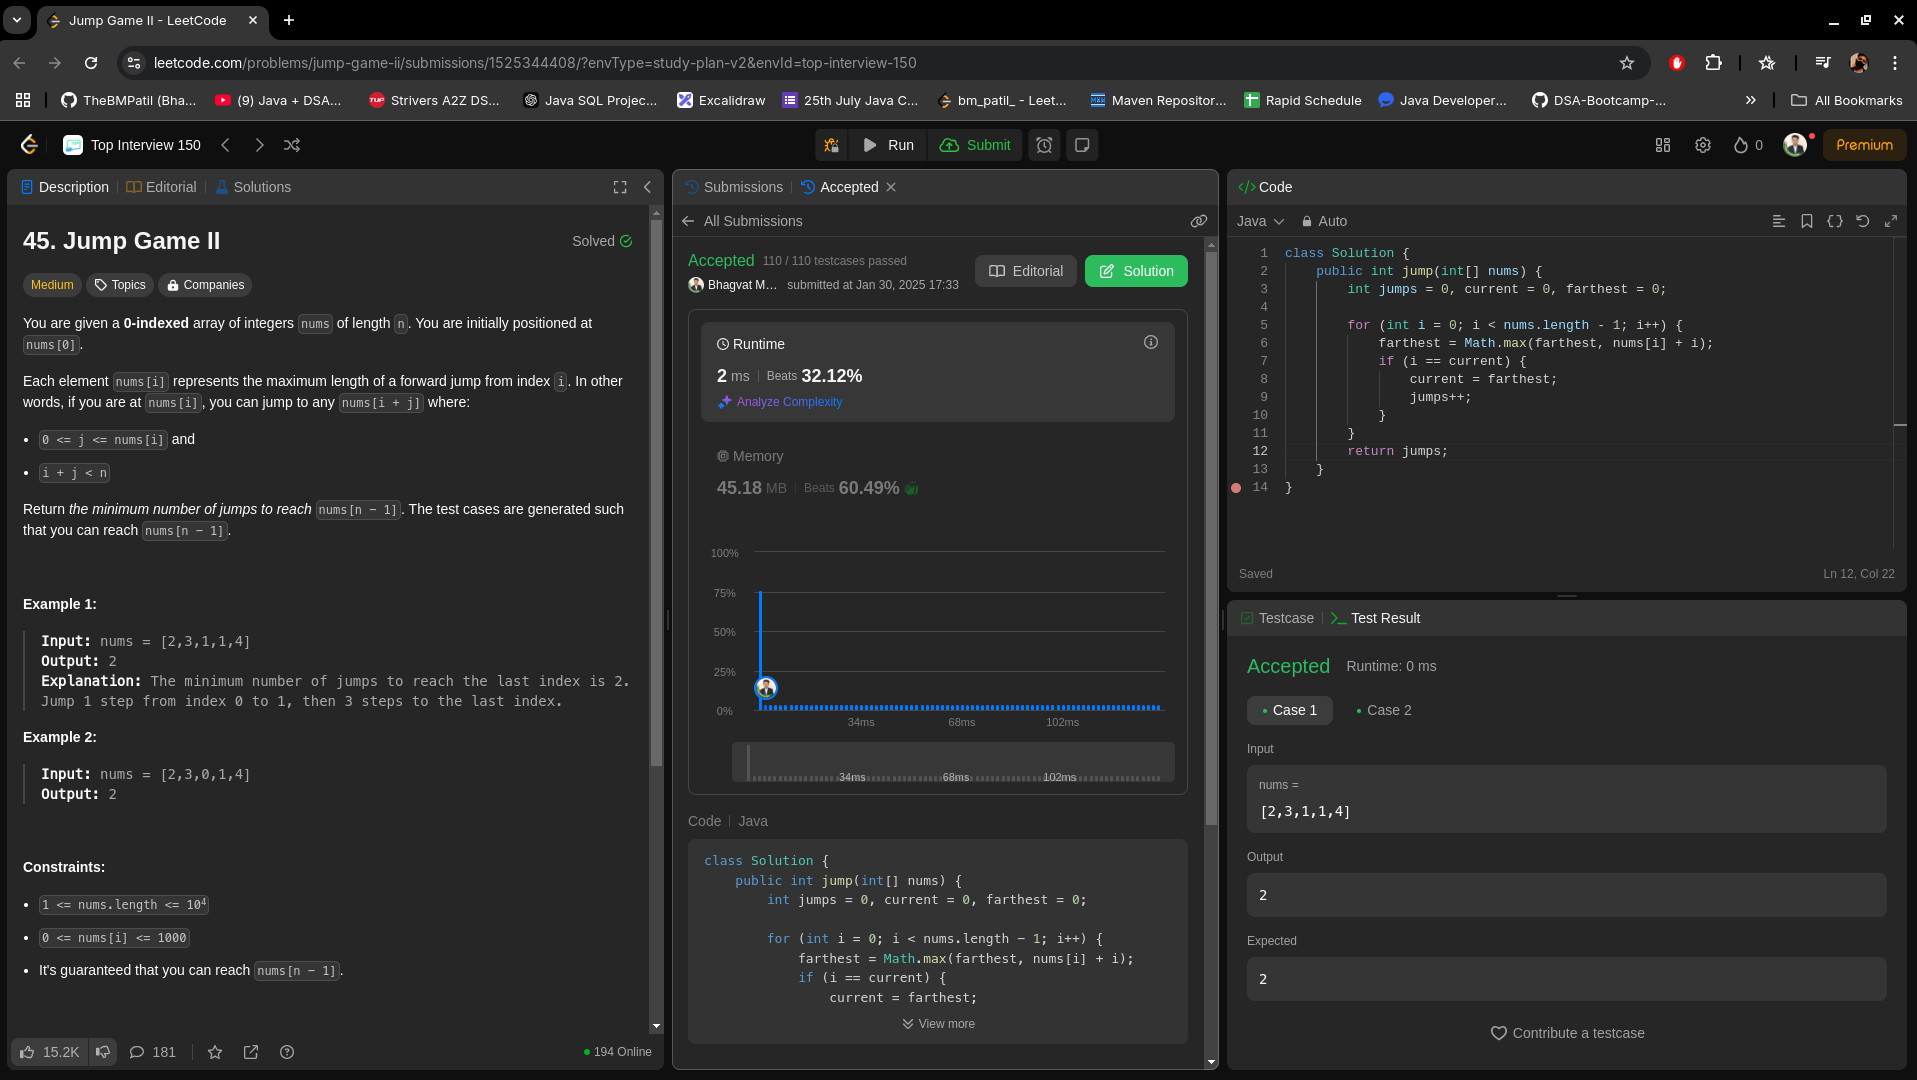 Jump Game II - LeetCode
leetcode.com/problems/jump-game-ii/submissions/1525344408/?envType=study-plan-v2&envId=top-interview-150
TheBMPatil (Bha...
(9) Java + DSA...
Strivers A2Z DS...
Java SQL Projec...
Excalidraw
25th July Java C...
bm_patil_ - Leet...
Maven Repositor...
Rapid Schedule
Java Developer...
DSA-Bootcamp-...
All Bookmarks
Top Interview 150
Run
Submit
0
Premium
Description
Editorial
Solutions
45. Jump Game II
Solved
Medium
Topics
Companies
You are given a 0-indexed array of integers nums of length n. You are initially positioned at
nums[0].
Each element nums[i] represents the maximum length of a forward jump from index i. In other
words, if you are at nums[i], you can jump to any nums[i + j] where:
• 0 <= j <= nums[i] and
• i + j < n
Return the minimum number of jumps to reach nums[n − 1]. The test cases are generated such
that you can reach nums[n − 1].
Example 1:
Input: nums = [2,3,1,1,4]
Output: 2
Explanation: The minimum number of jumps to reach the last index is 2.
Jump 1 step from index 0 to 1, then 3 steps to the last index.
Example 2:
Input: nums = [2,3,0,1,4]
Output: 2
Constraints:
• 1 <= nums.length <= 10⁴
• 0 <= nums[i] <= 1000
• It's guaranteed that you can reach nums[n − 1].
15.2K
181
194 Online
Submissions
Accepted
All Submissions
Accepted 110 / 110 testcases passed
Bhagvat M... submitted at Jan 30, 2025 17:33
Editorial
Solution
Runtime
2 ms Beats 32.12%
Analyze Complexity
Memory
45.18 MB Beats 60.49%
100%
75%
50%
25%
0%
34ms 68ms 102ms
34ms 68ms 102ms
Code Java
class Solution {
public int jump(int[] nums) {
int jumps = 0, current = 0, farthest = 0;
for (int i = 0; i < nums.length − 1; i++) {
farthest = Math.max(farthest, nums[i] + i);
if (i == current) {
current = farthest;
View more
Code
Java
Auto
1 class Solution {
2 public int jump(int[] nums) {
3 int jumps = 0, current = 0, farthest = 0;
4
5 for (int i = 0; i < nums.length - 1; i++) {
6 farthest = Math.max(farthest, nums[i] + i);
7 if (i == current) {
8 current = farthest;
9 jumps++;
10 }
11 }
12 return jumps;
13 }
14 }
Saved
Ln 12, Col 22
Testcase
Test Result
Accepted Runtime: 0 ms
• Case 1
• Case 2
Input
nums =
[2,3,1,1,4]
Output
2
Expected
2
Contribute a testcase